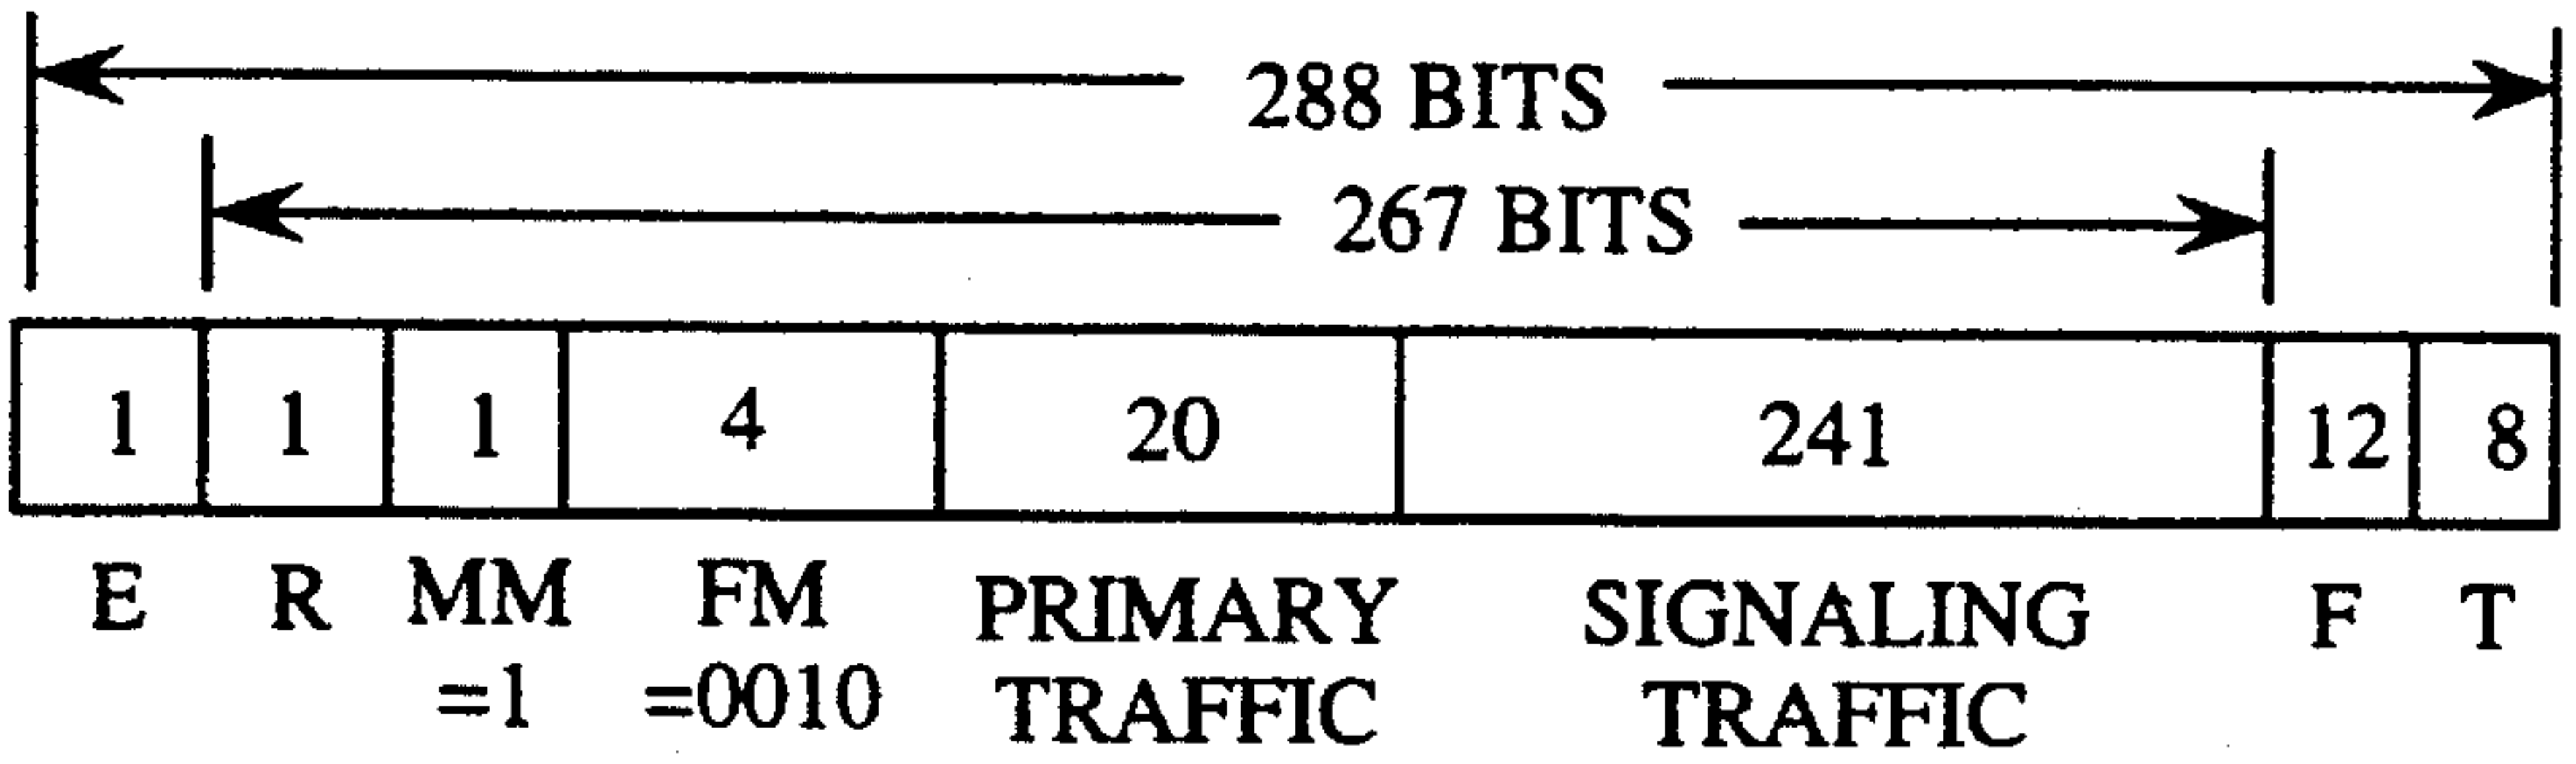 288 BITS
267 BITS
1 1 1 4 20 241 12 8
E R MM FM PRIMARY SIGNALING F T
=1 =0010 TRAFFIC TRAFFIC